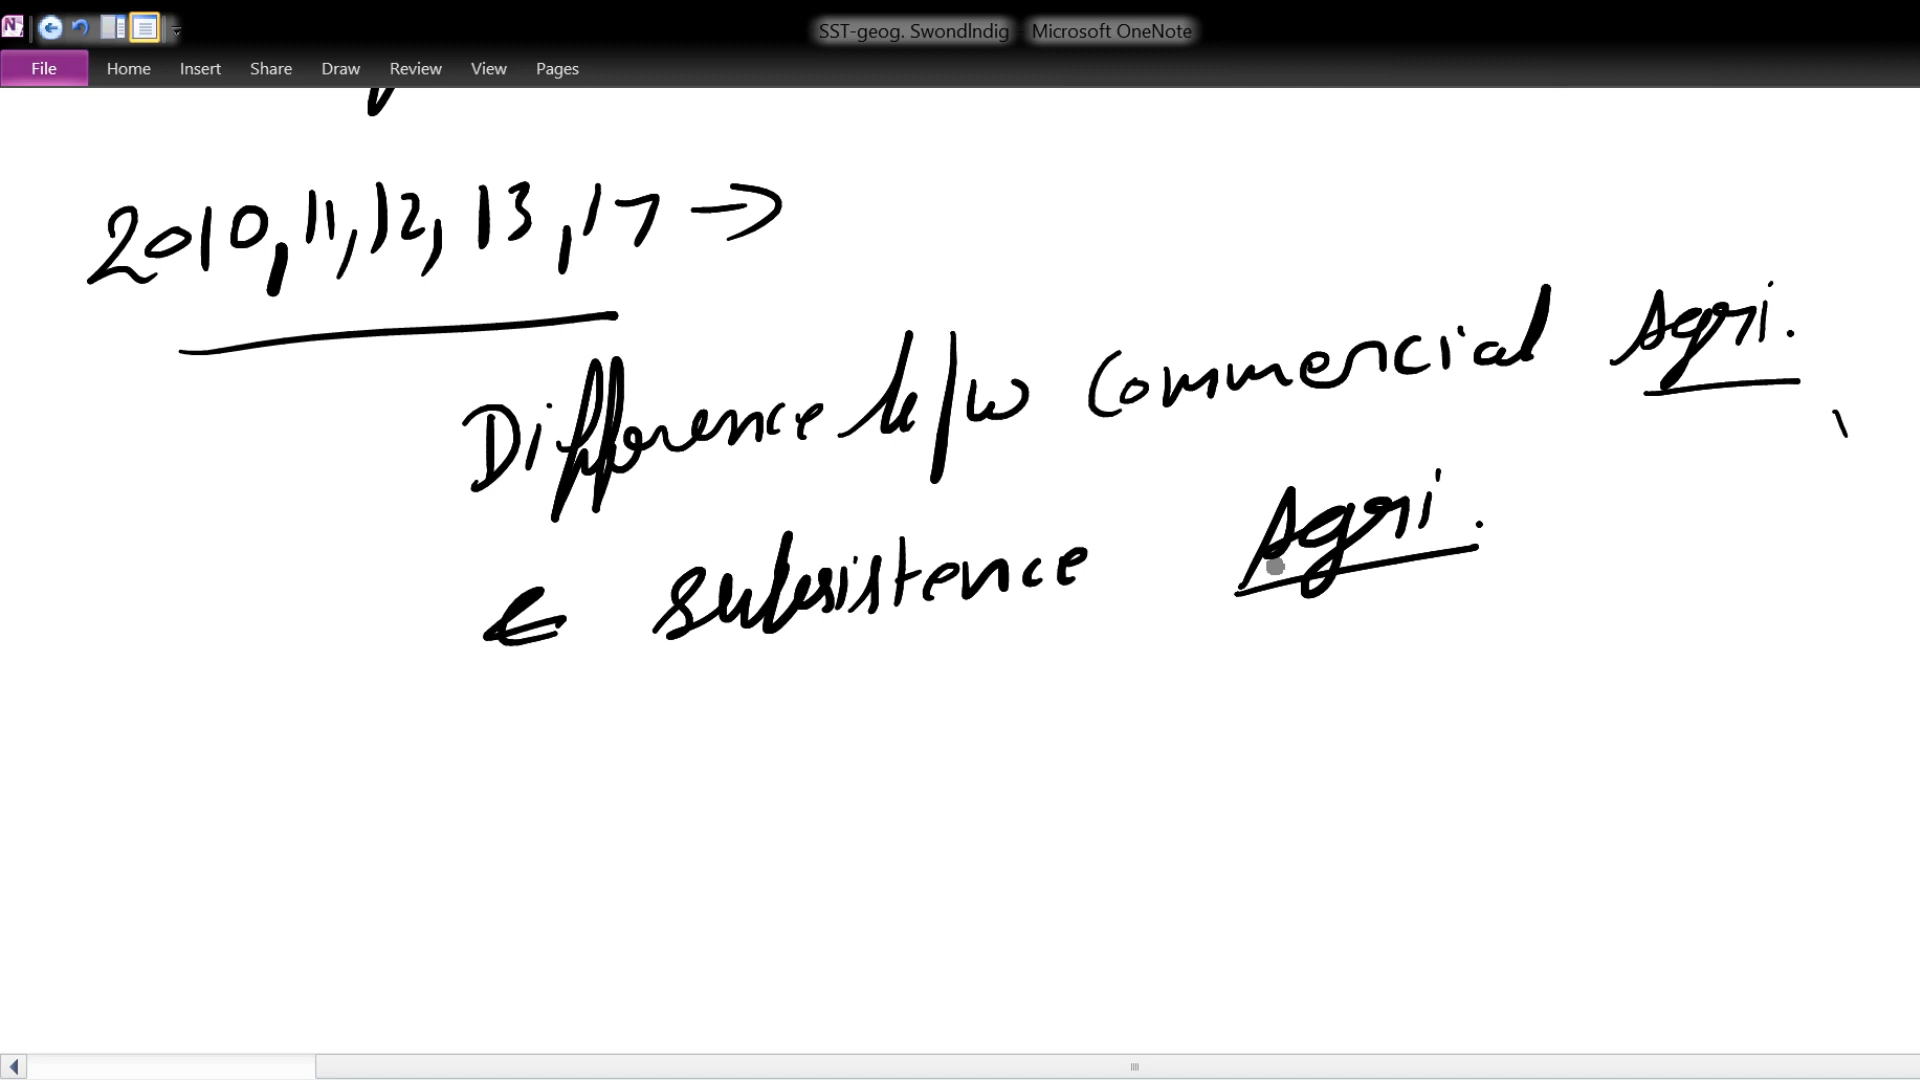 SST-geog. SwondIndig - Microsoft OneNote
File Home Insert Share Draw Review View Pages
2010, 11, 12, 13, 17 →
Difference b/w Commercial Agri.
& subsistence Agri.